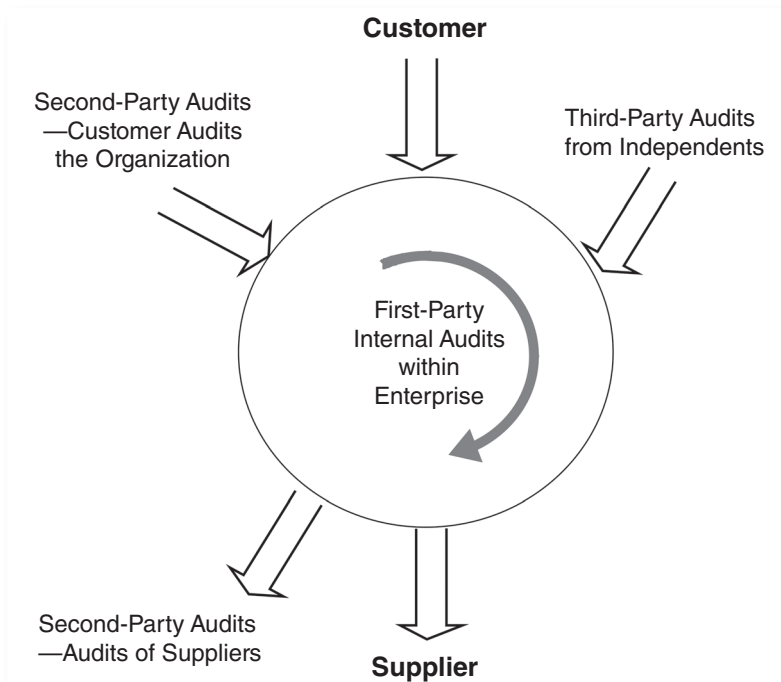 Customer
Second-Party Audits
—Customer Audits
the Organization
Third-Party Audits
from Independents
First-Party
Internal Audits
within
Enterprise
Second-Party Audits
—Audits of Suppliers
Supplier